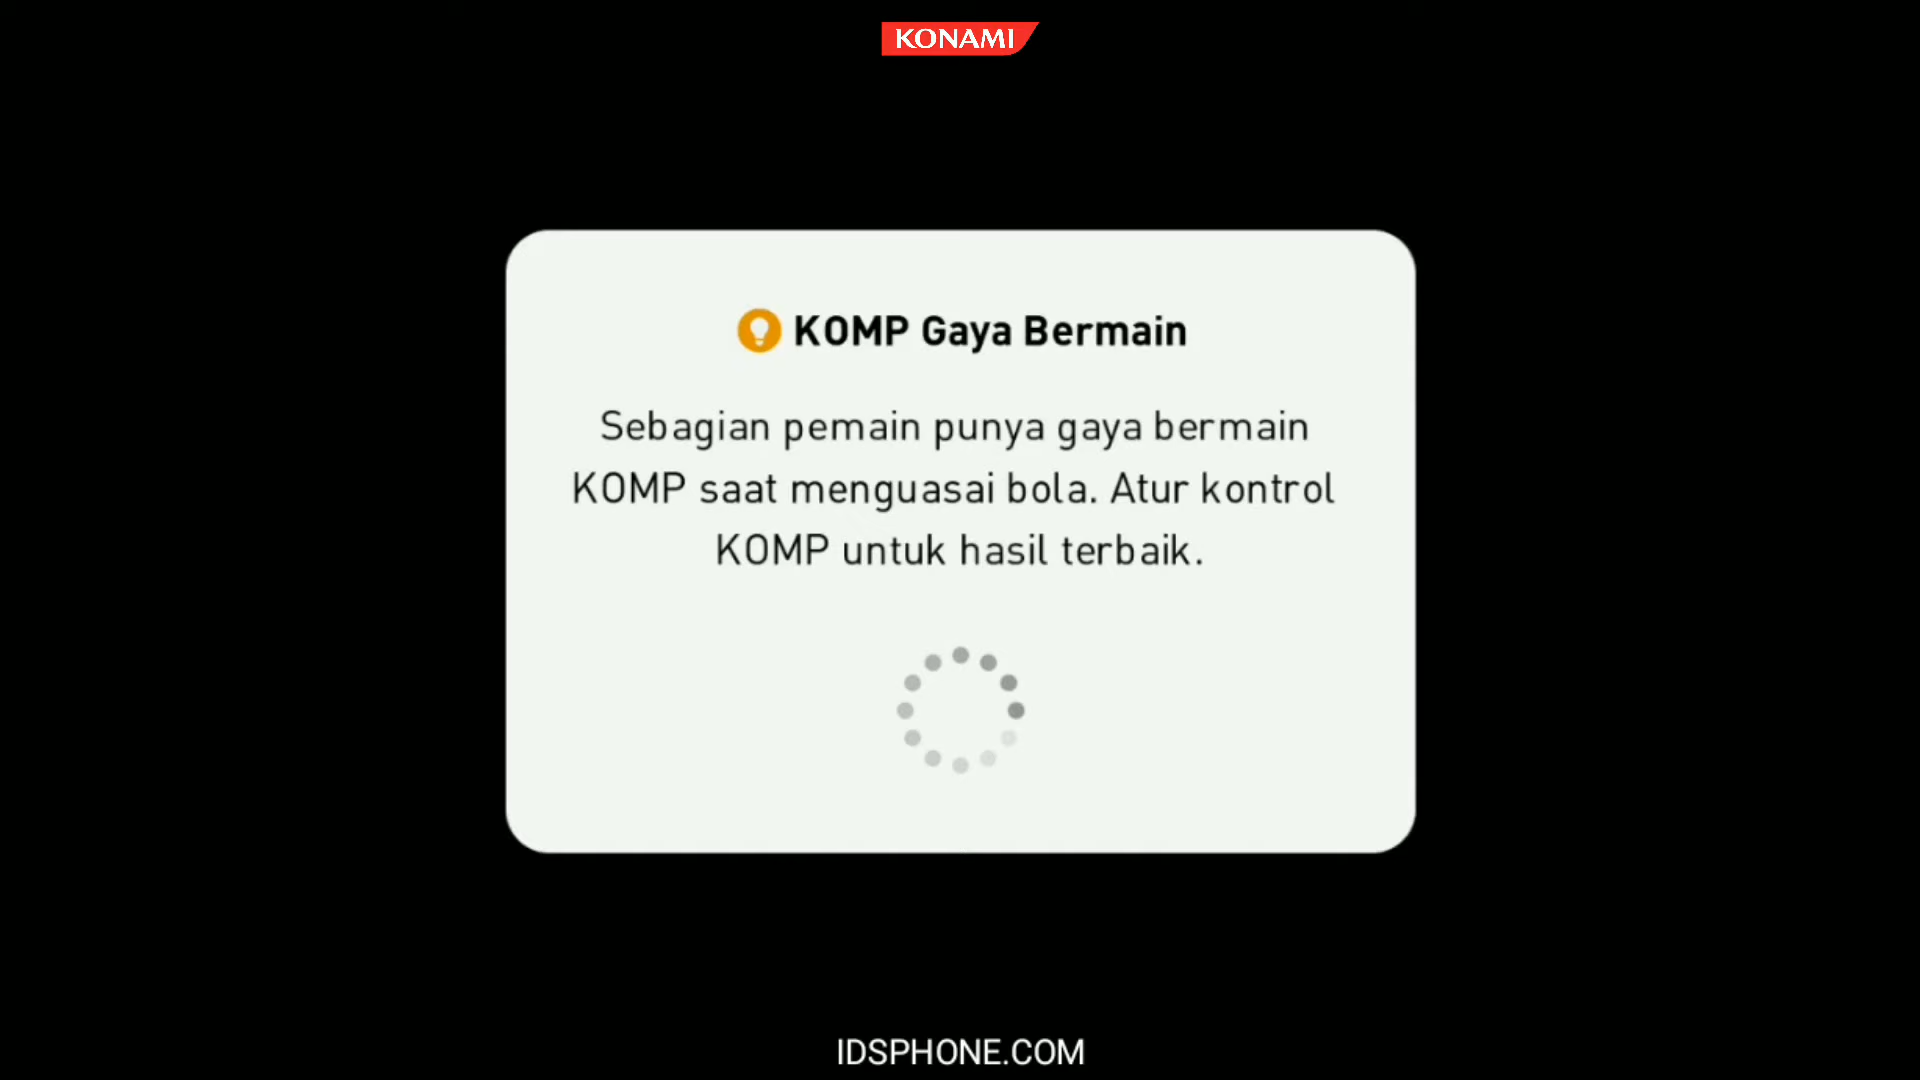 KONAMI
KOMP Gaya Bermain
Sebagian pemain punya gaya bermain
KOMP saat menguasai bola. Atur kontrol
KOMP untuk hasil terbaik.
IDSPHONE.COM